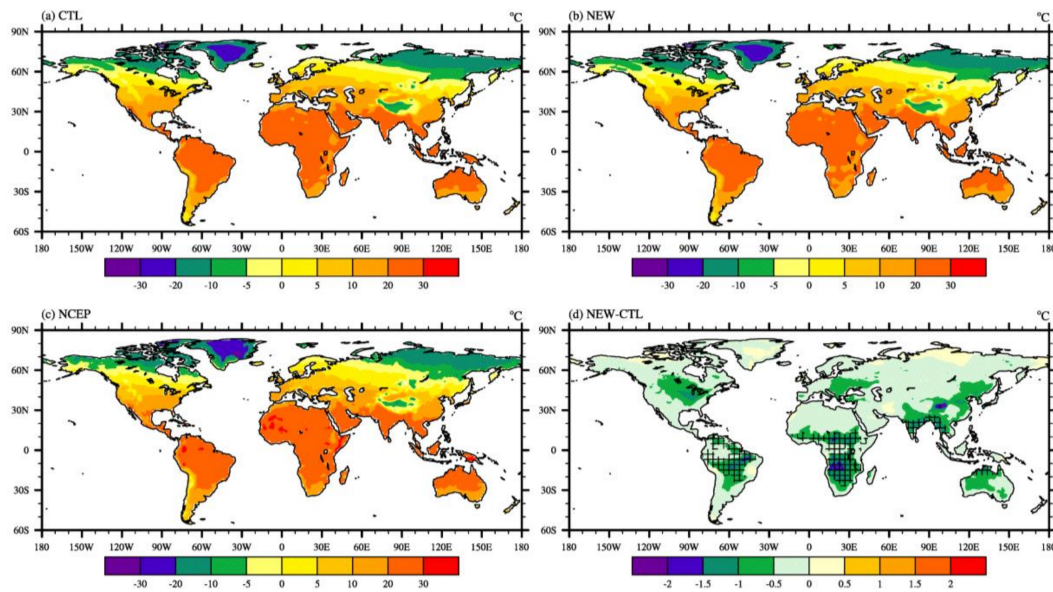 (a) CTL °C (b) NEW °C
90N 90N
60N 60N
30N 30N
0 0
30S 30S
60S 60S
180 150W 120W 90W 60W 30W 0 30E 60E 90E 120E 150E 180 180 150W 120W 90W 60W 30W 0 30E 60E 90E 120E 150E 180
-30 -20 -10 -5 0 5 10 20 30 -30 -20 -10 -5 0 5 10 20 30
(c) NCEP °C (d) NEW-CTL °C
90N 90N
60N 60N
30N 30N
0 0
30S 30S
60S 60S
180 150W 120W 90W 60W 30W 0 30E 60E 90E 120E 150E 180 180 150W 120W 90W 60W 30W 0 30E 60E 90E 120E 150E 180
-30 -20 -10 -5 0 5 10 20 30 -2 -1.5 -1 -0.5 0 0.5 1 1.5 2